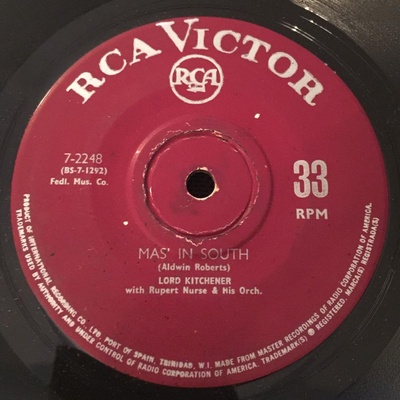 RCA VICTOR
RCA
7-2248
(BS-7-1292)
Fedl. Mus. Co.
33
RPM
MAS' IN SOUTH
(Aldwin Roberts)
LORD KITCHENER
with Rupert Nurse & His Orch.
PRODUCT OF INTERNATIONAL RECORDING CO., LTD., PORT OF SPAIN, TRINIDAD, W.I. MADE FROM MASTER RECORDINGS OF RADIO CORPORATION OF AMERICA.
TRADEMARKS USED BY AUTHORITY AND UNDER CONTROL OF RADIO CORPORATION OF AMERICA. TRADEMARK(S) ® REGISTERED. MARCA(S) REGISTRADA(S)